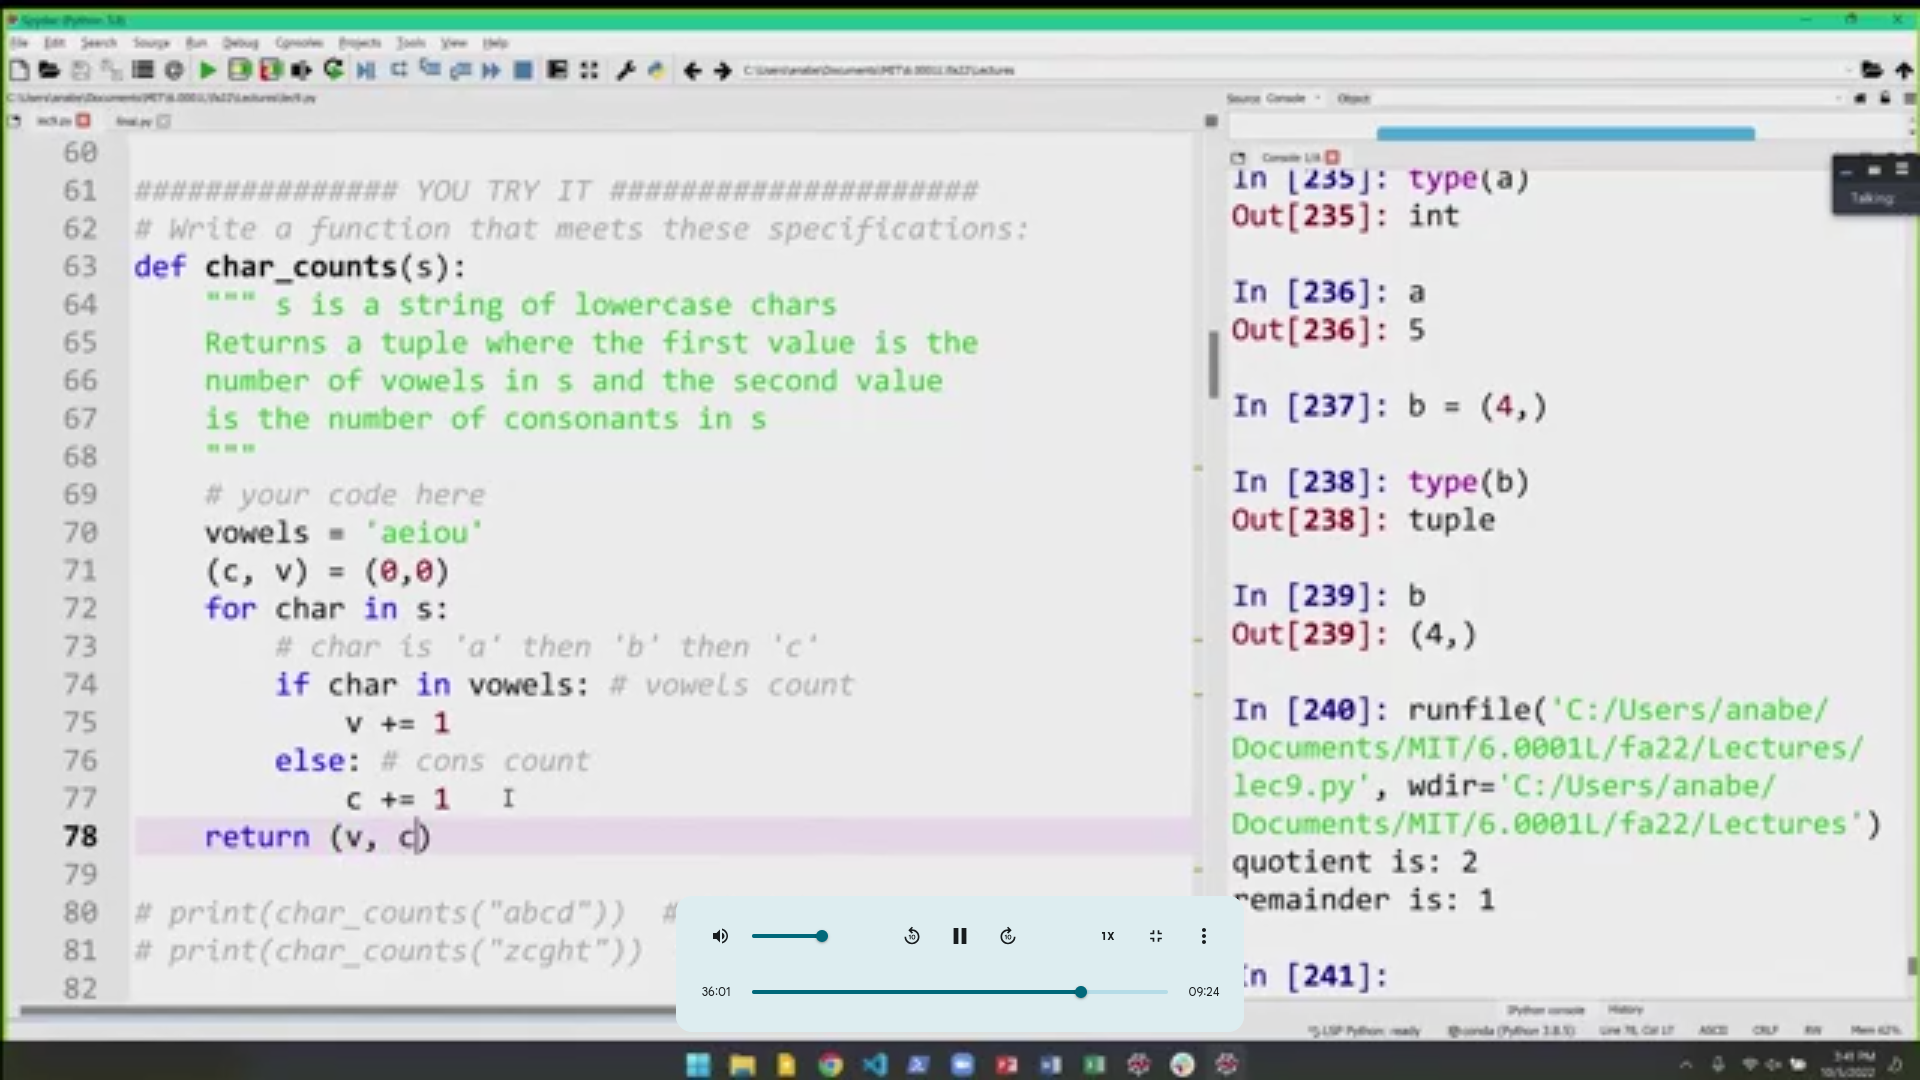 Spyder (Python 3.8)
File Edit Search Source Run Debug Consoles Projects Tools View Help
C:\Users\anabe\Documents\MIT\6.0001L\fa22\Lectures
C:\Users\anabe\Documents\MIT\6.0001L\fa22\Lectures\lec9.py
lec9.py final.py
60
61 ############### YOU TRY IT #####################
62 # Write a function that meets these specifications:
63 def char_counts(s):
64 """ s is a string of lowercase chars
65 Returns a tuple where the first value is the
66 number of vowels in s and the second value
67 is the number of consonants in s
68 """
69 # your code here
70 vowels = 'aeiou'
71 (c, v) = (0,0)
72 for char in s:
73 # char is 'a' then 'b' then 'c'
74 if char in vowels: # vowels count
75 v += 1
76 else: # cons count
77 c += 1
78 return (v, c)
79
80 # print(char_counts("abcd")) #
81 # print(char_counts("zcght"))
82
Source Console Object
Console 1/A
Talking:
In [235]: type(a)
Out[235]: int
In [236]: a
Out[236]: 5
In [237]: b = (4,)
In [238]: type(b)
Out[238]: tuple
In [239]: b
Out[239]: (4,)
In [240]: runfile('C:/Users/anabe/
Documents/MIT/6.0001L/fa22/Lectures/
lec9.py', wdir='C:/Users/anabe/
Documents/MIT/6.0001L/fa22/Lectures')
quotient is: 2
remainder is: 1
In [241]:
10 10 1X
36:01 09:24
IPython console History
LSP Python: ready conda (Python 3.8.5) Line 78, Col 17 ASCII CRLF RW Mem 62%
3:41 PM
10/5/2022